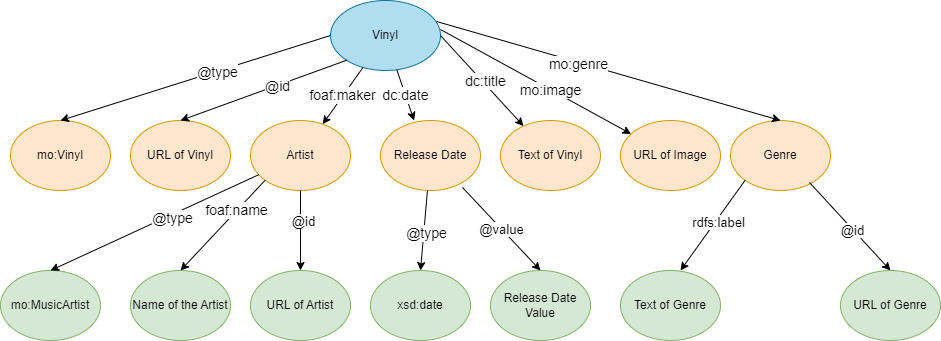 Vinyl
mo:genre
@type
@id
foaf:maker
dc:date
dc:title
mo:image
mo:Vinyl
URL of Vinyl
Artist
Release Date
Text of Vinyl
URL of Image
Genre
@type
foaf:name
@id
@type
@value
rdfs:label
@id
mo:MusicArtist
Name of the Artist
URL of Artist
xsd:date
Release Date
Value
Text of Genre
URL of Genre